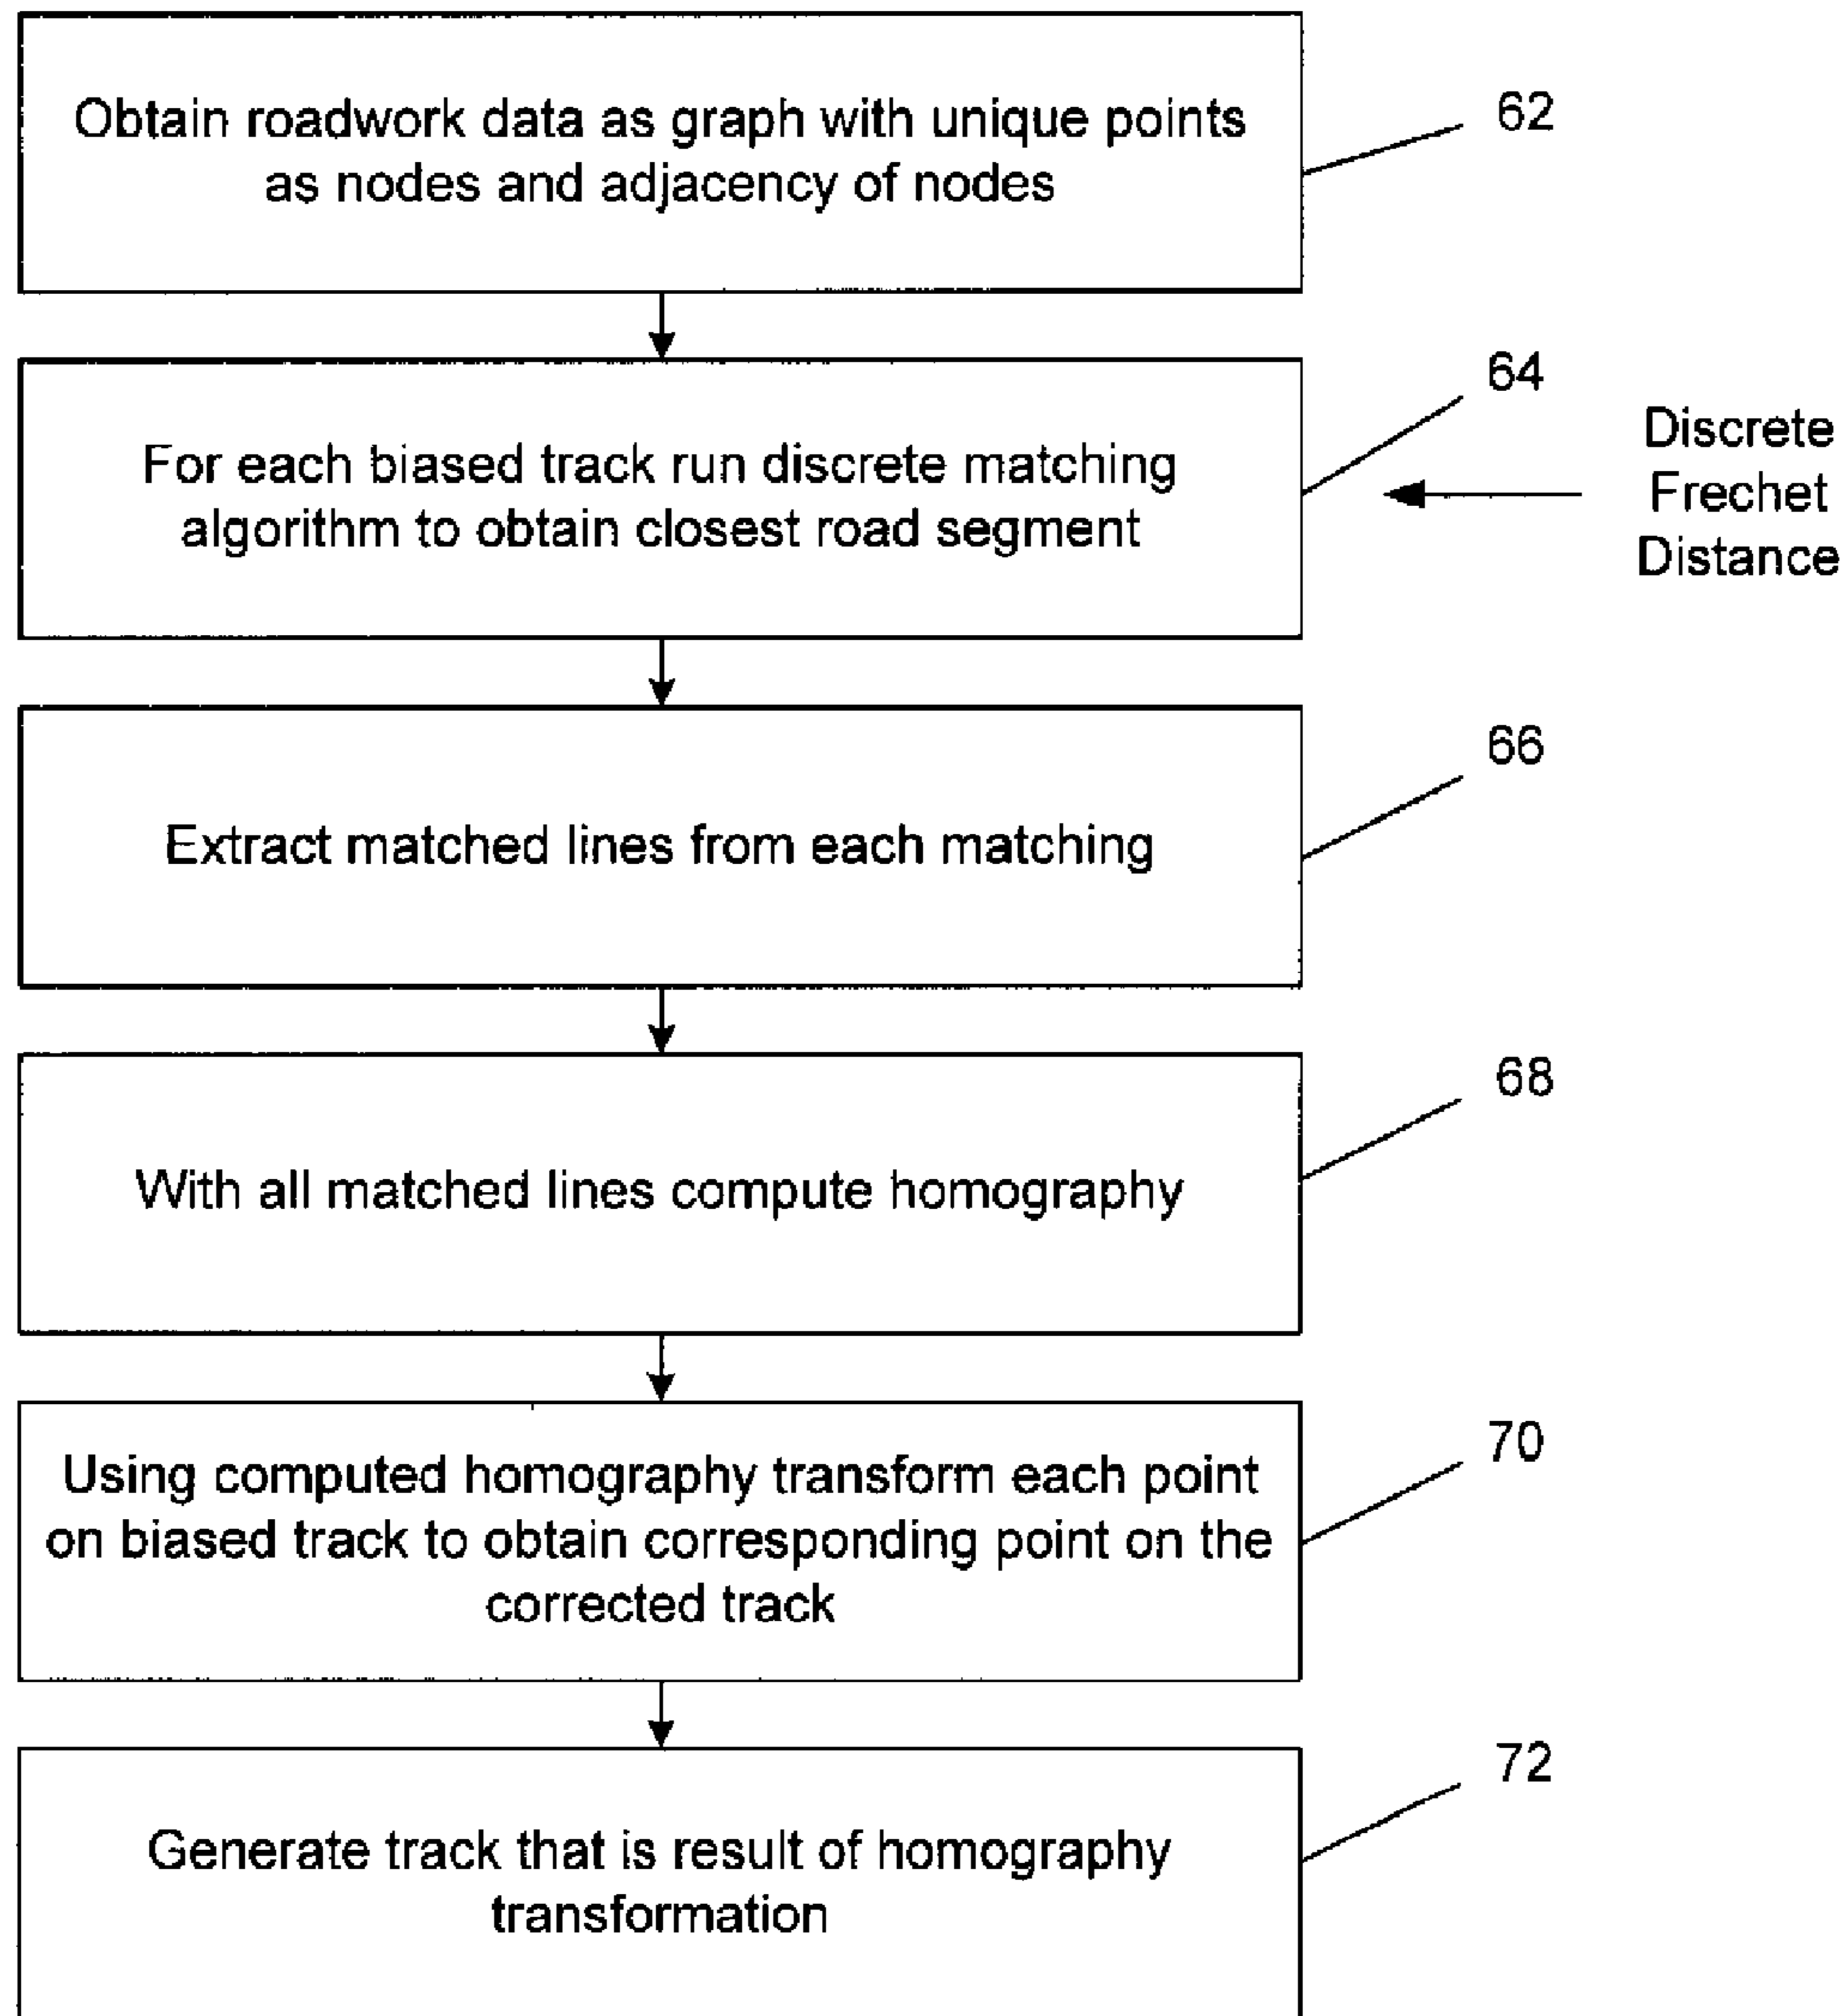 Obtain roadwork data as graph with unique points
as nodes and adjacency of nodes
62
For each biased track run discrete matching
algorithm to obtain closest road segment
64
Discrete
Frechet
Distance
Extract matched lines from each matching
66
With all matched lines compute homography
68
Using computed homography transform each point
on biased track to obtain corresponding point on the
corrected track
70
Generate track that is result of homography
transformation
72